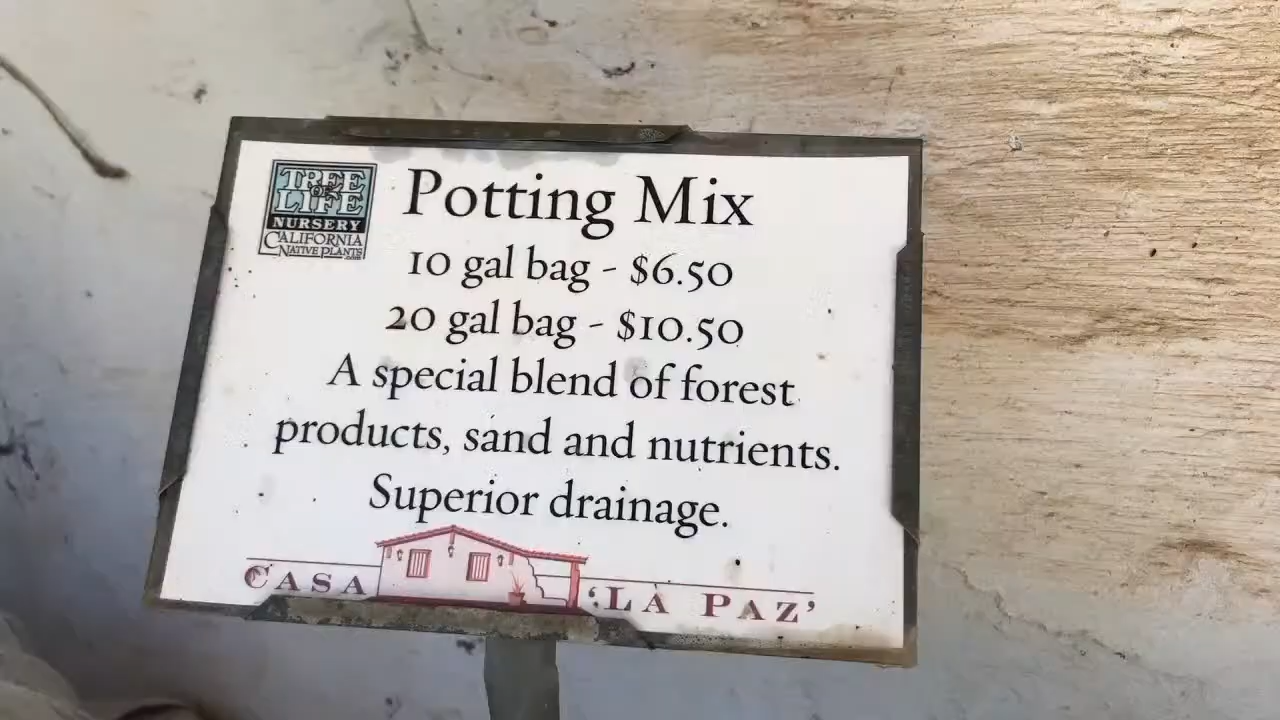 TREE
OF
LIFE
NURSERY
CALIFORNIA
NATIVE PLANTS
.com
Potting Mix
10 gal bag - $6.50
20 gal bag - $10.50
A special blend of forest
products, sand and nutrients.
Superior drainage.
CASA 'LA PAZ'